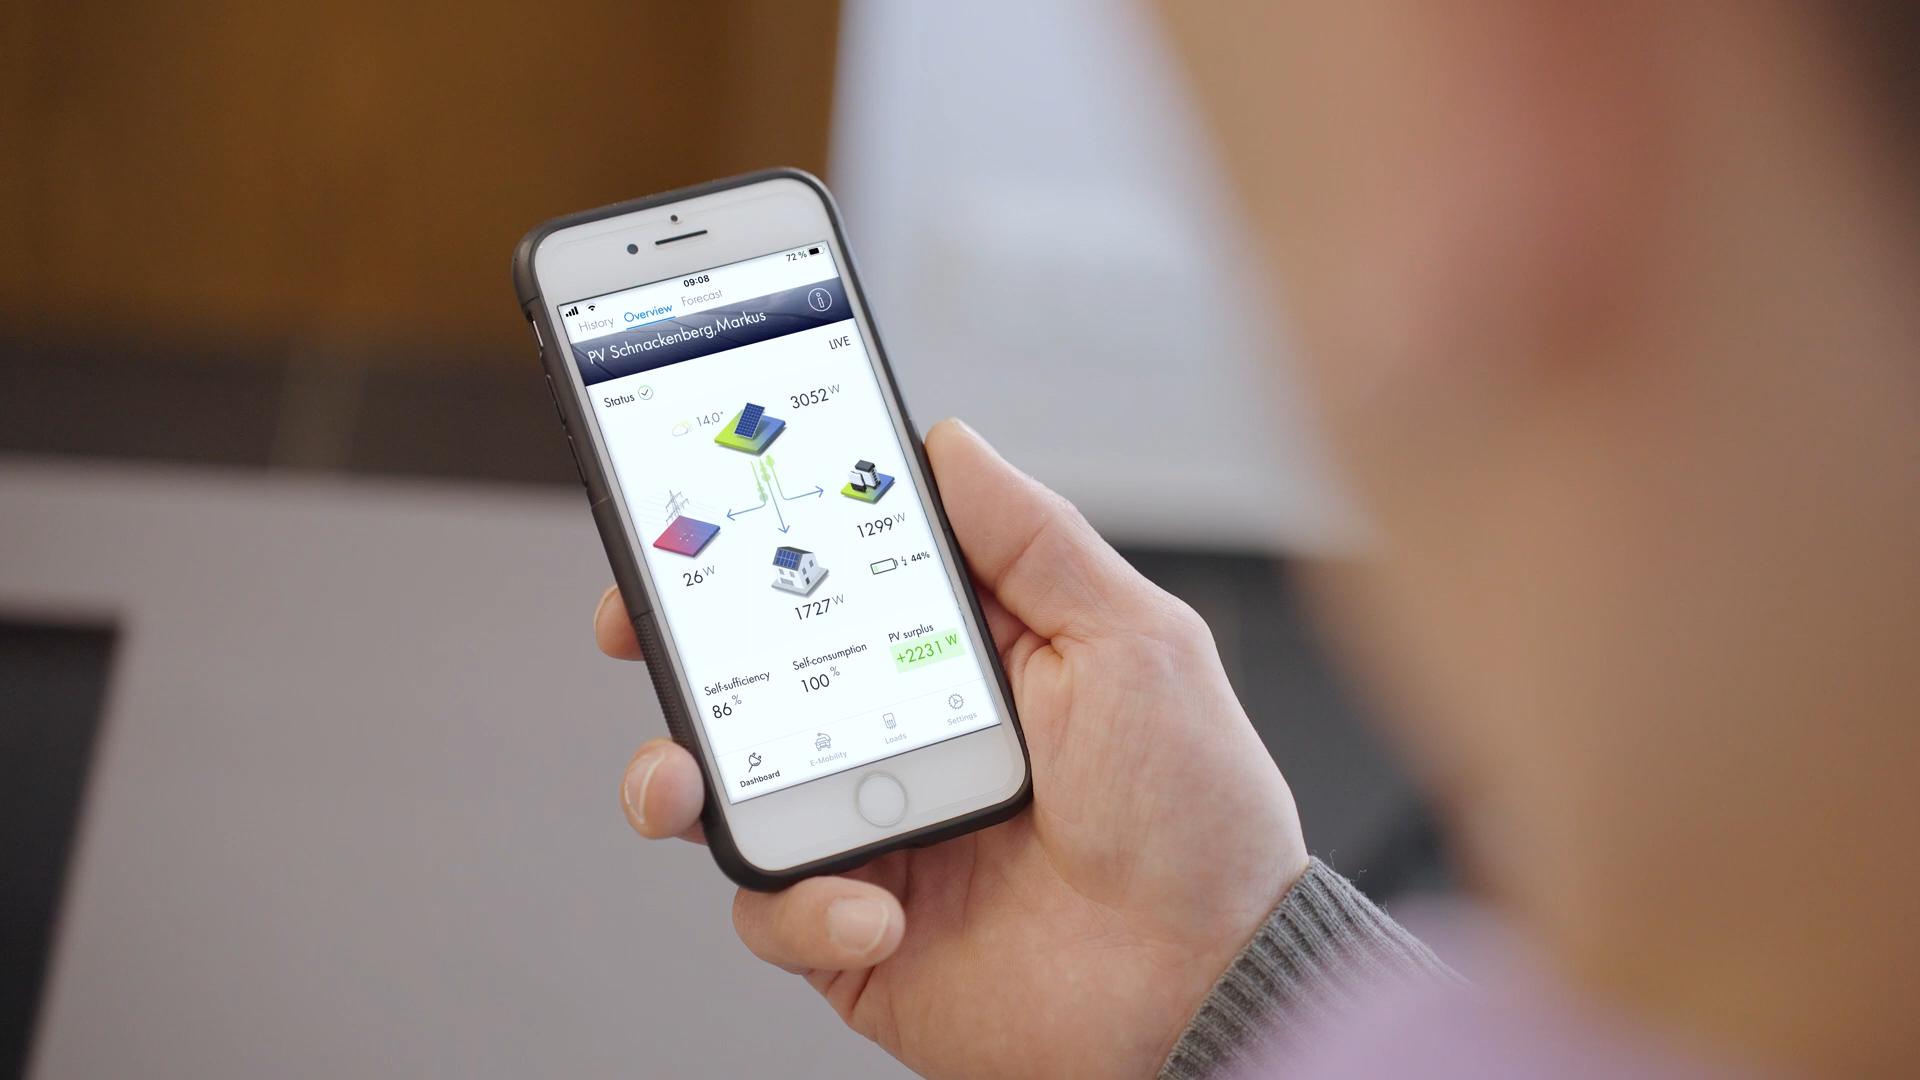 72 %
09:08
History Overview Forecast
PV Schnackenberg,Markus
LIVE
Status
14,0°
3052 W
1299 W
44%
26 W
1727 W
Self-sufficiency
86 %
Self-consumption
100 %
PV surplus
+2231 W
Dashboard
E-Mobility
Loads
Settings